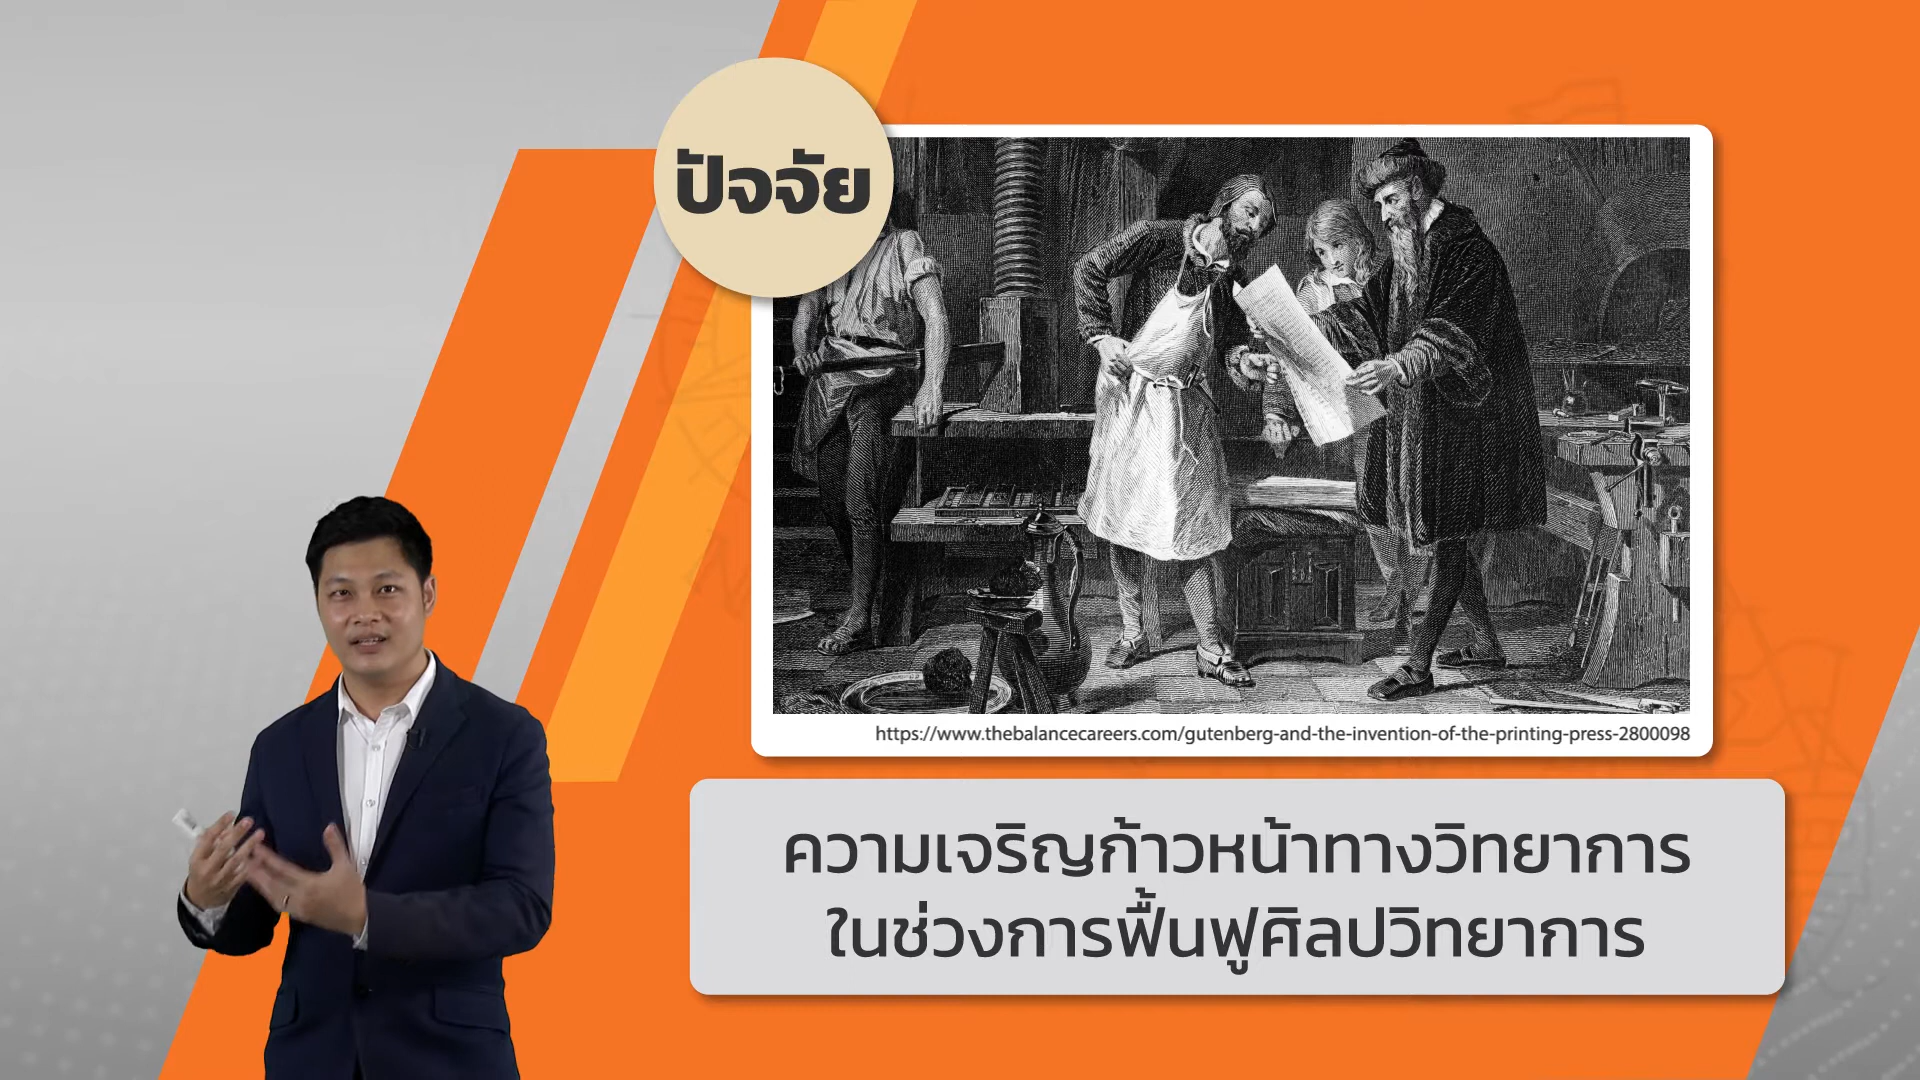 ปัจจัย
https://www.thebalancecareers.com/gutenberg-and-the-invention-of-the-printing-press-2800098
ความเจริญก้าวหน้าทางวิทยาการ
ในช่วงการฟื้นฟูศิลปวิทยาการ